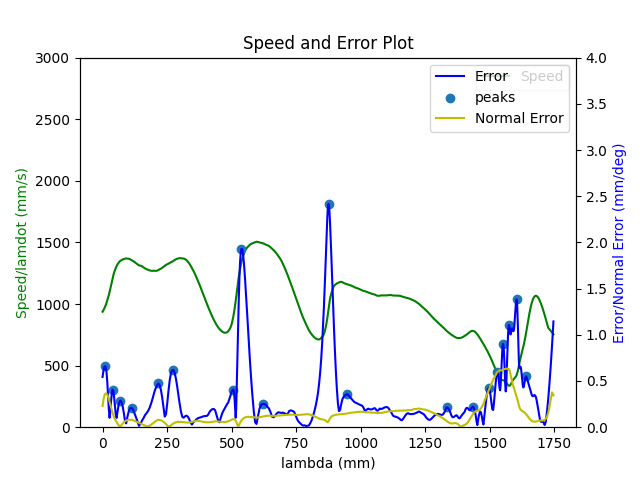 Speed and Error Plot
3000
2500
2000
1500
1000
500
0
Speed/lamdot (mm/s)
4.0
3.5
3.0
2.5
2.0
1.5
1.0
0.5
0.0
Error/Normal Error (mm/deg)
Speed
Error
peaks
Normal Error
0 250 500 750 1000 1250 1500 1750
lambda (mm)